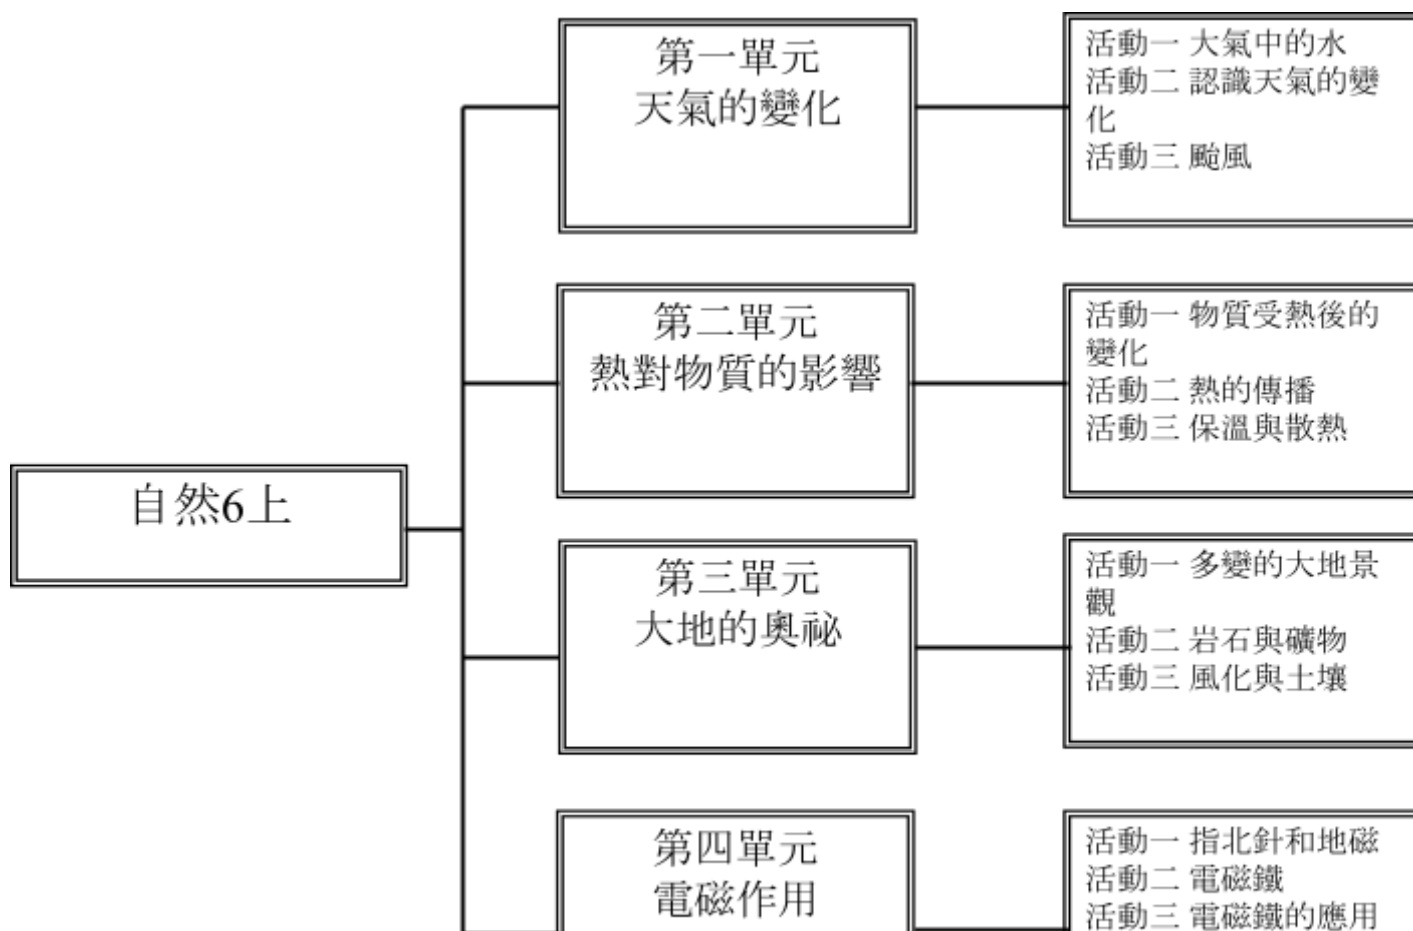 自然6上
第一單元
天氣的變化
活動一 大氣中的水
活動二 認識天氣的變
化
活動三 颱風
第二單元
熱對物質的影響
活動一 物質受熱後的
變化
活動二 熱的傳播
活動三 保溫與散熱
第三單元
大地的奧祕
活動一 多變的大地景
觀
活動二 岩石與礦物
活動三 風化與土壤
第四單元
電磁作用
活動一 指北針和地磁
活動二 電磁鐵
活動三 電磁鐵的應用